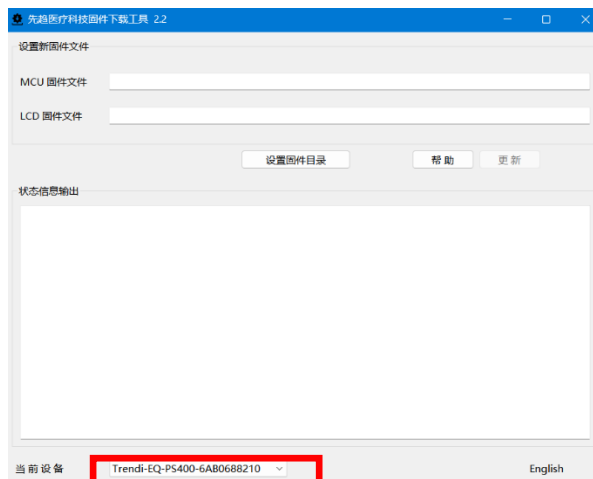 先趋医疗科技固件下载工具 2.2
设置新固件文件
MCU 固件文件
LCD 固件文件
设置固件目录 帮 助 更 新
状态信息输出
当 前 设 备 Trendi-EQ-PS400-6AB0688210 English